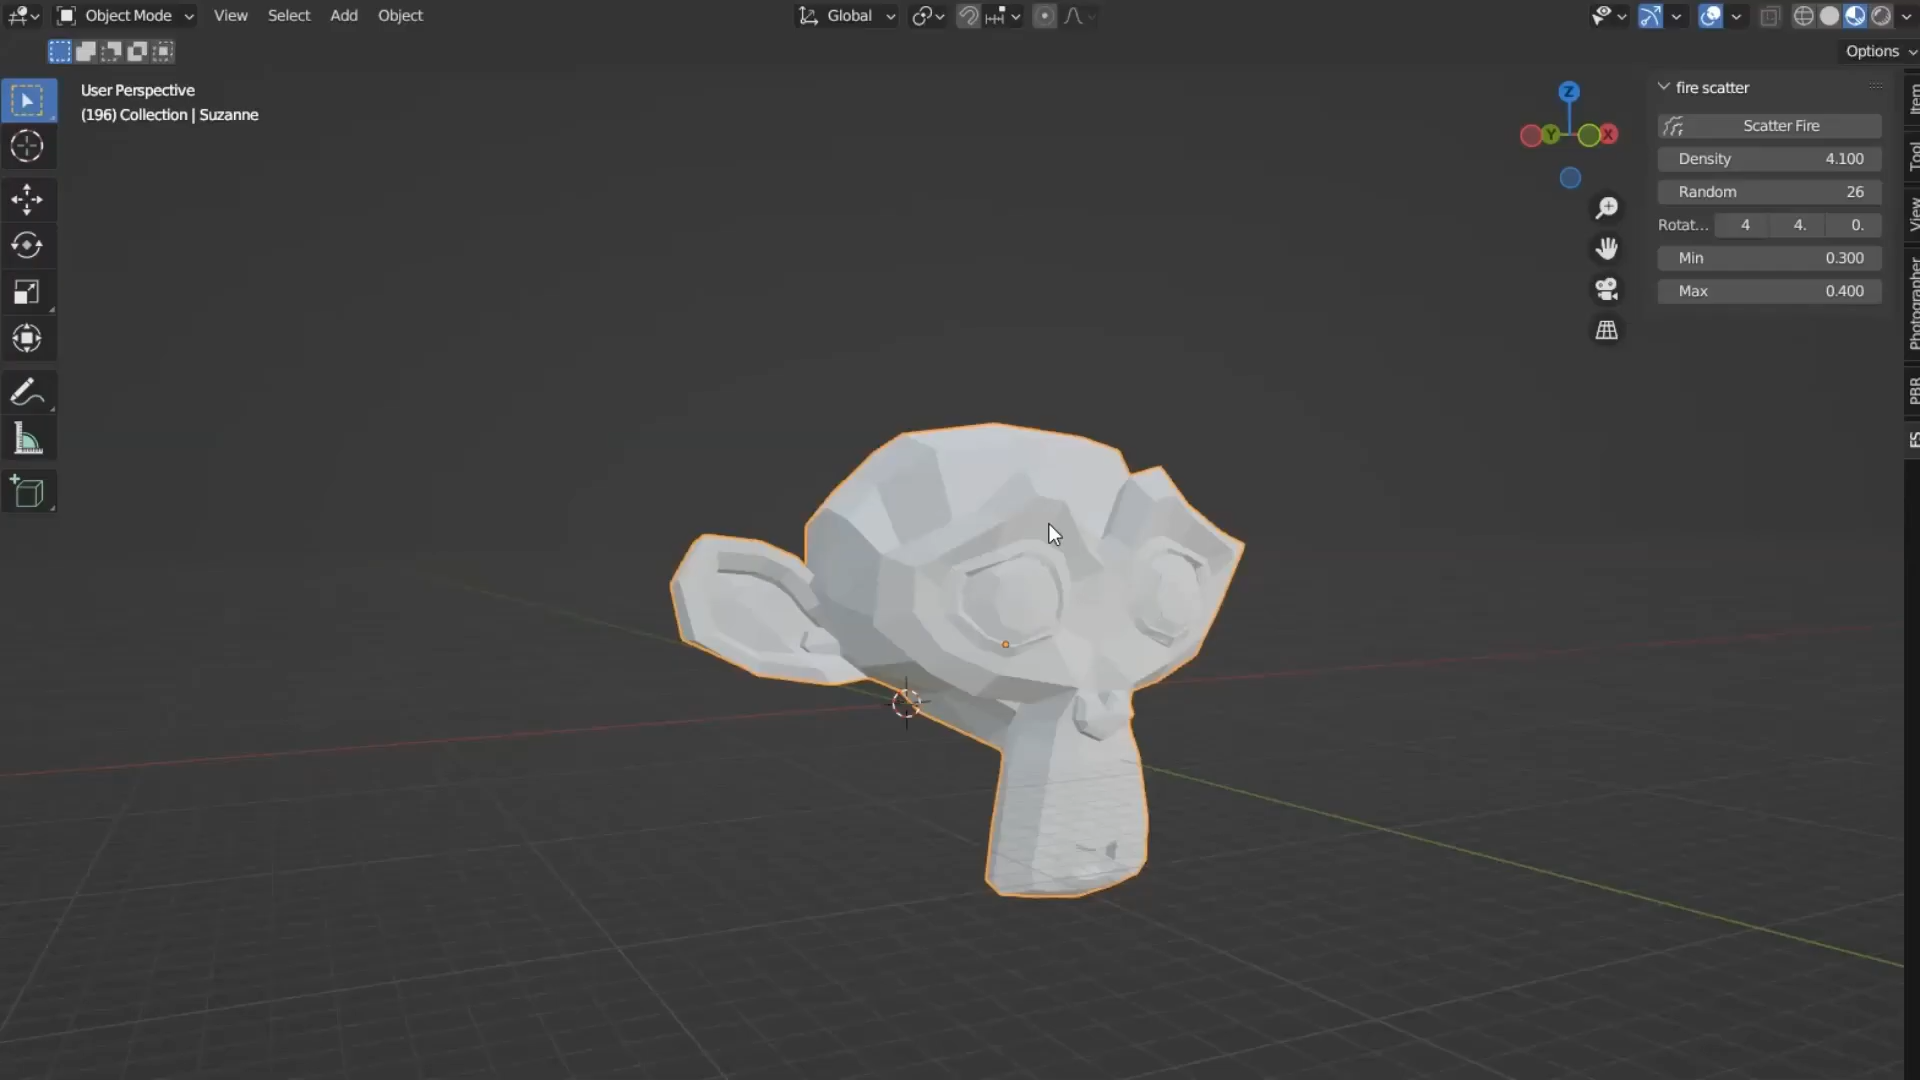 Object Mode View Select Add Object Global
Options
User Perspective
(196) Collection | Suzanne
Z
Y X
fire scatter
Scatter Fire
Density 4.100
Random 26
Rotat... 4 4. 0.
Min 0.300
Max 0.400
Item
Tool
View
Photographer
PBR
FS